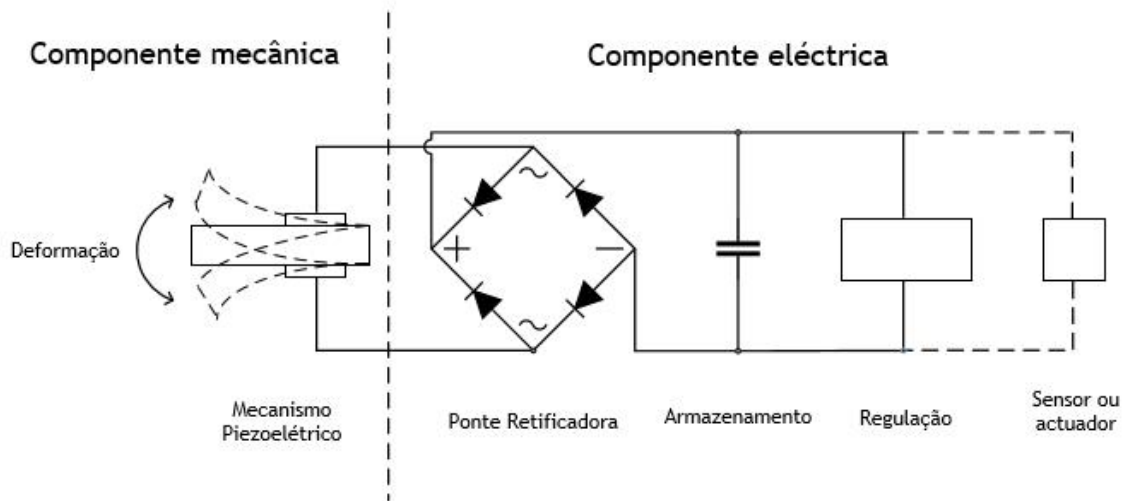 Componente mecânica
Componente eléctrica
Deformação
Mecanismo
Piezoelétrico
Ponte Retificadora
Armazenamento
Regulação
Sensor ou
actuador